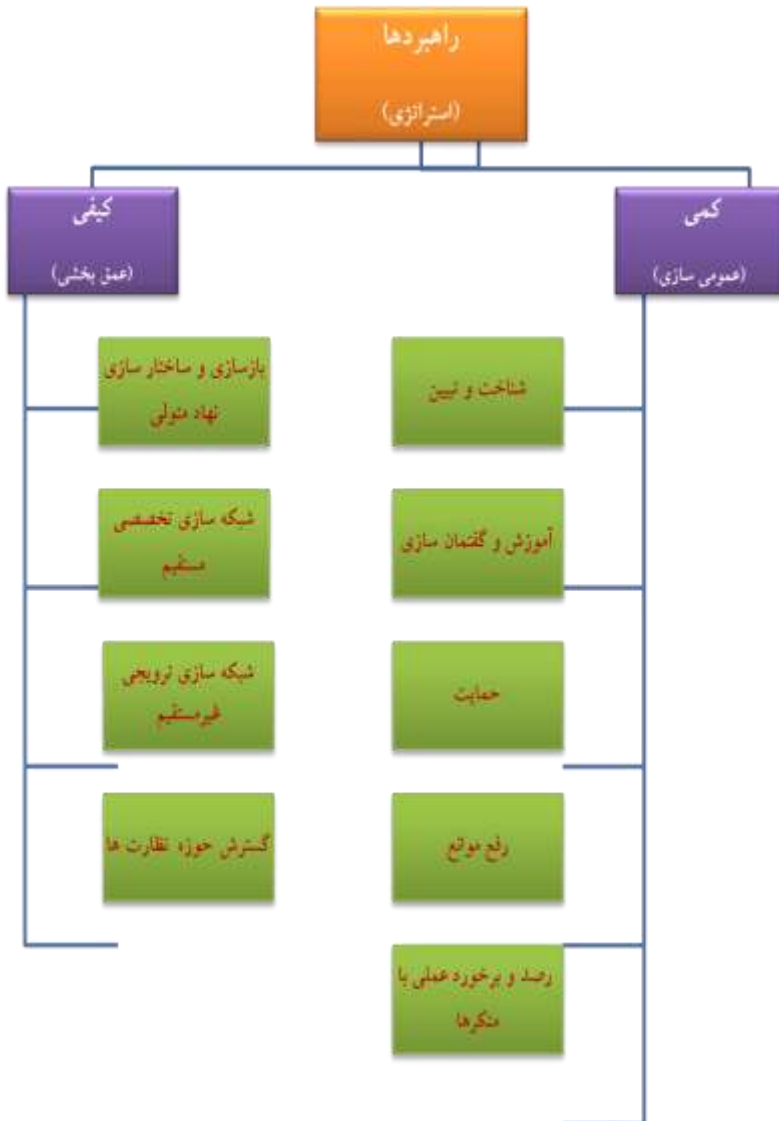 راهبردها
(استراتژی)
کمی
(عمومی سازی)
شناخت و تبیین
آموزش و گفتمان سازی
حمایت
رفع موانع
رصد و برخورد عملی با
منکرها
کیفی
(عمق بخشی)
بازسازی و ساختار سازی
نهاد متولی
شبکه سازی تخصصی
مستقیم
شبکه سازی ترویجی
غیرمستقیم
گسترش حوزه نظارت ها